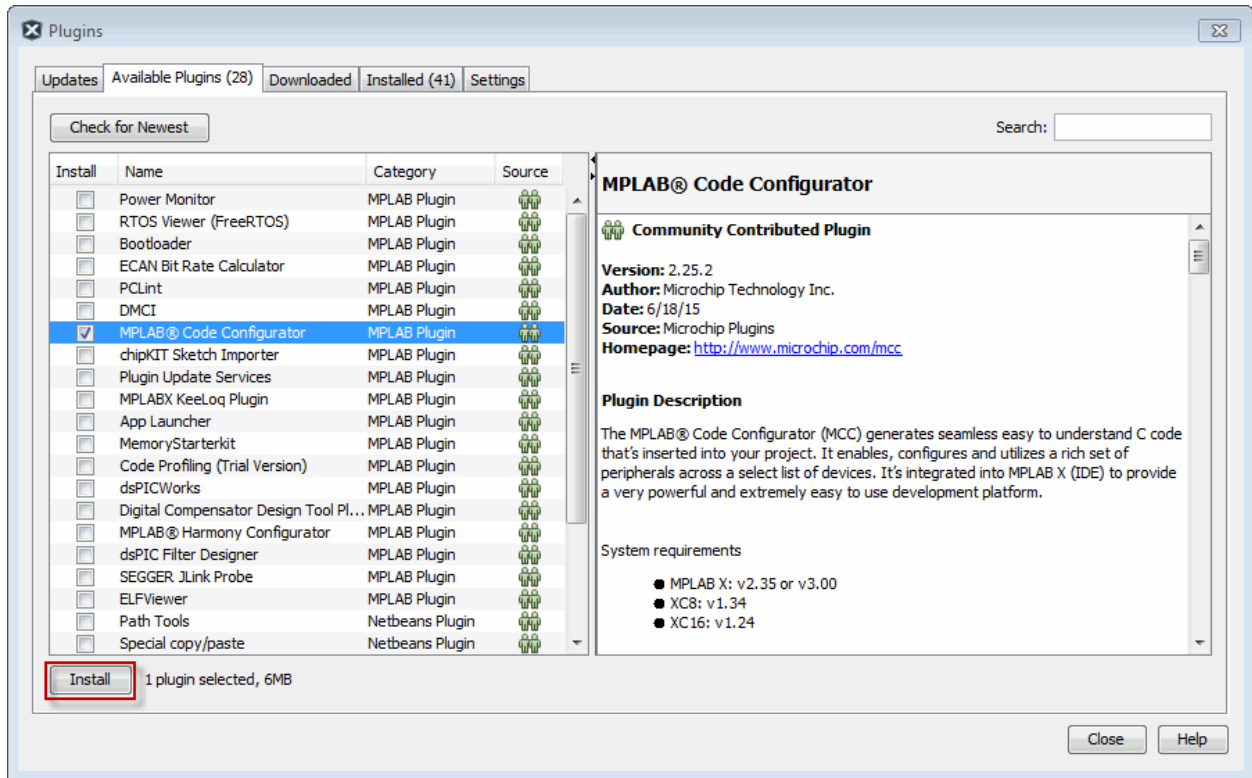 Plugins
Updates Available Plugins (28) Downloaded Installed (41) Settings
Check for Newest Search:
Install Name Category Source
Power Monitor MPLAB Plugin
RTOS Viewer (FreeRTOS) MPLAB Plugin
Bootloader MPLAB Plugin
ECAN Bit Rate Calculator MPLAB Plugin
PCLint MPLAB Plugin
DMCI MPLAB Plugin
MPLAB® Code Configurator MPLAB Plugin
chipKIT Sketch Importer MPLAB Plugin
Plugin Update Services MPLAB Plugin
MPLABX KeeLoq Plugin MPLAB Plugin
App Launcher MPLAB Plugin
MemoryStarterkit MPLAB Plugin
Code Profiling (Trial Version) MPLAB Plugin
dsPICWorks MPLAB Plugin
Digital Compensator Design Tool Pl... MPLAB Plugin
MPLAB® Harmony Configurator MPLAB Plugin
dsPIC Filter Designer MPLAB Plugin
SEGGER JLink Probe MPLAB Plugin
ELFViewer MPLAB Plugin
Path Tools Netbeans Plugin
Special copy/paste Netbeans Plugin
MPLAB® Code Configurator
Community Contributed Plugin
Version: 2.25.2
Author: Microchip Technology Inc.
Date: 6/18/15
Source: Microchip Plugins
Homepage: http://www.microchip.com/mcc
Plugin Description
The MPLAB® Code Configurator (MCC) generates seamless easy to understand C code
that's inserted into your project. It enables, configures and utilizes a rich set of
peripherals across a select list of devices. It's integrated into MPLAB X (IDE) to provide
a very powerful and extremely easy to use development platform.
System requirements
● MPLAB X: v2.35 or v3.00
● XC8: v1.34
● XC16: v1.24
Install 1 plugin selected, 6MB
Close Help